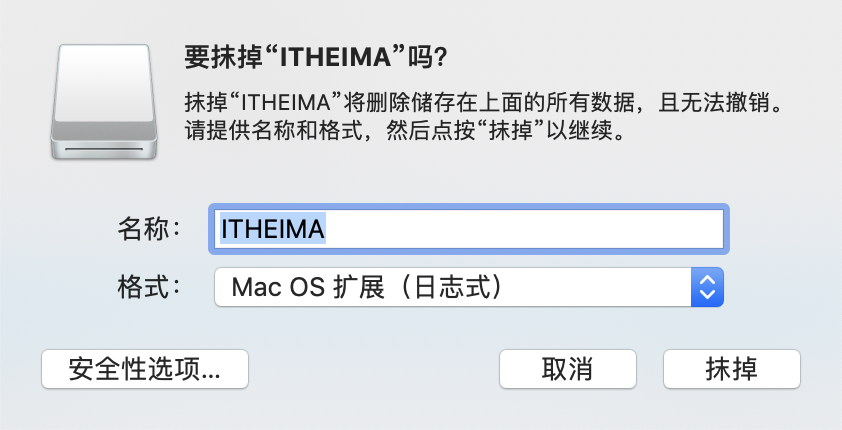 要抹掉“ITHEIMA”吗?
抹掉“ITHEIMA”将删除储存在上面的所有数据，且无法撤销。
请提供名称和格式，然后点按“抹掉”以继续。
名称： ITHEIMA
格式： Mac OS 扩展（日志式）
安全性选项... 取消 抹掉